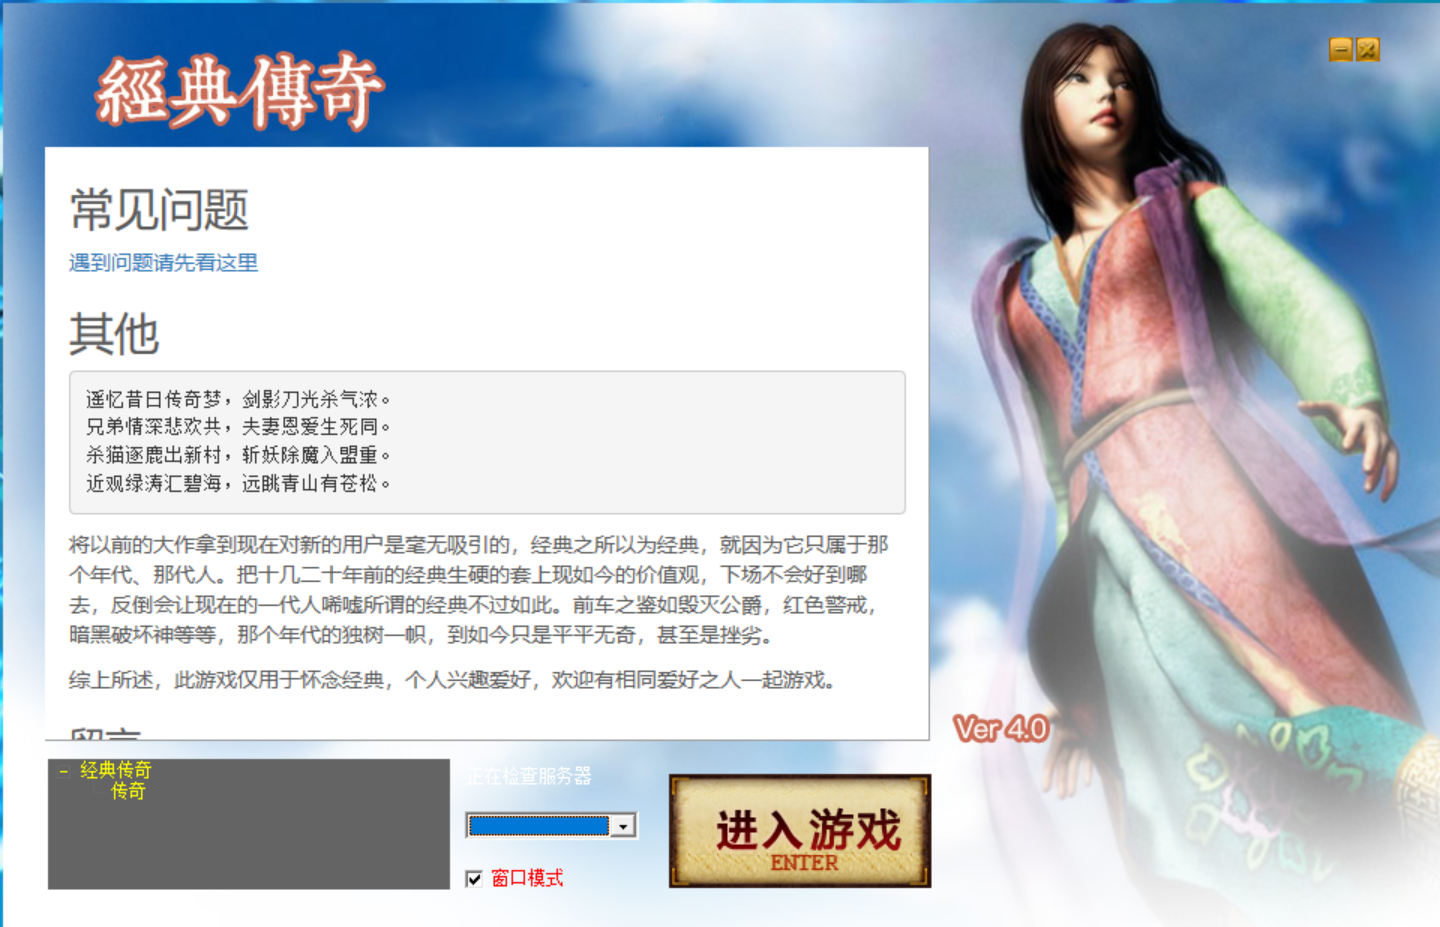 經典傳奇
常见问题
遇到问题请先看这里
其他
遥忆昔日传奇梦，剑影刀光杀气浓。
兄弟情深悲欢共，夫妻恩爱生死同。
杀猫逐鹿出新村，斩妖除魔入盟重。
近观绿涛汇碧海，远眺青山有苍松。
将以前的大作拿到现在对新的用户是毫无吸引的，经典之所以为经典，就因为它只属于那
个年代、那代人。把十几二十年前的经典生硬的套上现如今的价值观，下场不会好到哪
去，反倒会让现在的一代人唏嘘所谓的经典不过如此。前车之鉴如毁灭公爵，红色警戒，
暗黑破坏神等等，那个年代的独树一帜，到如今只是平平无奇，甚至是挫劣。
综上所述，此游戏仅用于怀念经典，个人兴趣爱好，欢迎有相同爱好之人一起游戏。
Ver 4.0
- 经典传奇
传奇
正在检查服务器
窗口模式
进入游戏
ENTER